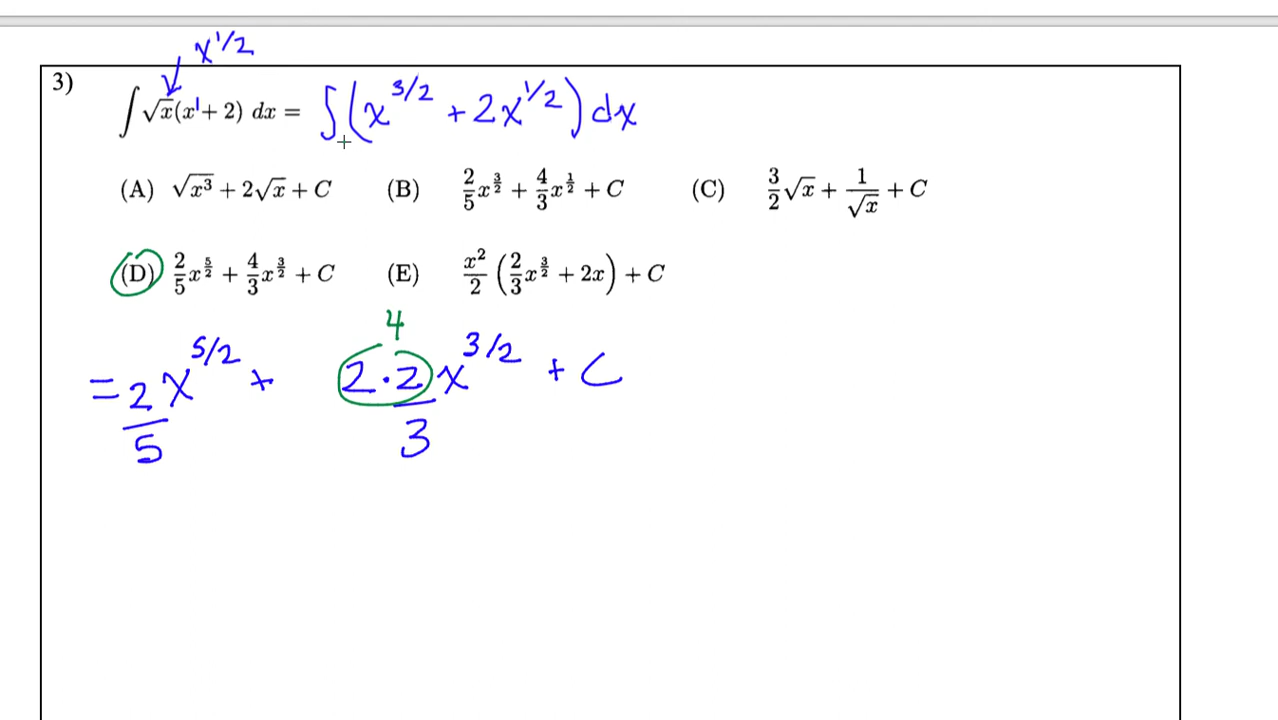 x^1/2
3) ∫√x(x^1 + 2) dx = ∫(x^3/2 + 2x^1/2) dx
(A) √x³ + 2√x + C (B) 2/5 x^3/2 + 4/3 x^1/2 + C (C) 3/2 √x + 1/√x + C
(D) 2/5 x^5/2 + 4/3 x^3/2 + C (E) x²/2 (2/3 x^3/2 + 2x) + C
4
= 2/5 x^5/2 + 2·2/3 x^3/2 + C